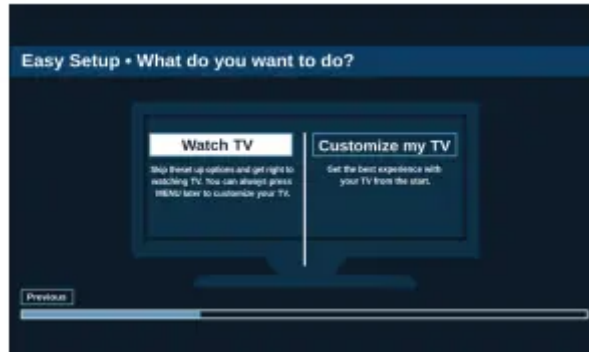 Easy Setup • What do you want to do?
Watch TV
Skip these set up options and get right to
watching TV. You can always press
MENU later to customize your TV.
Customize my TV
Get the best experience with
your TV from the start.
Previous